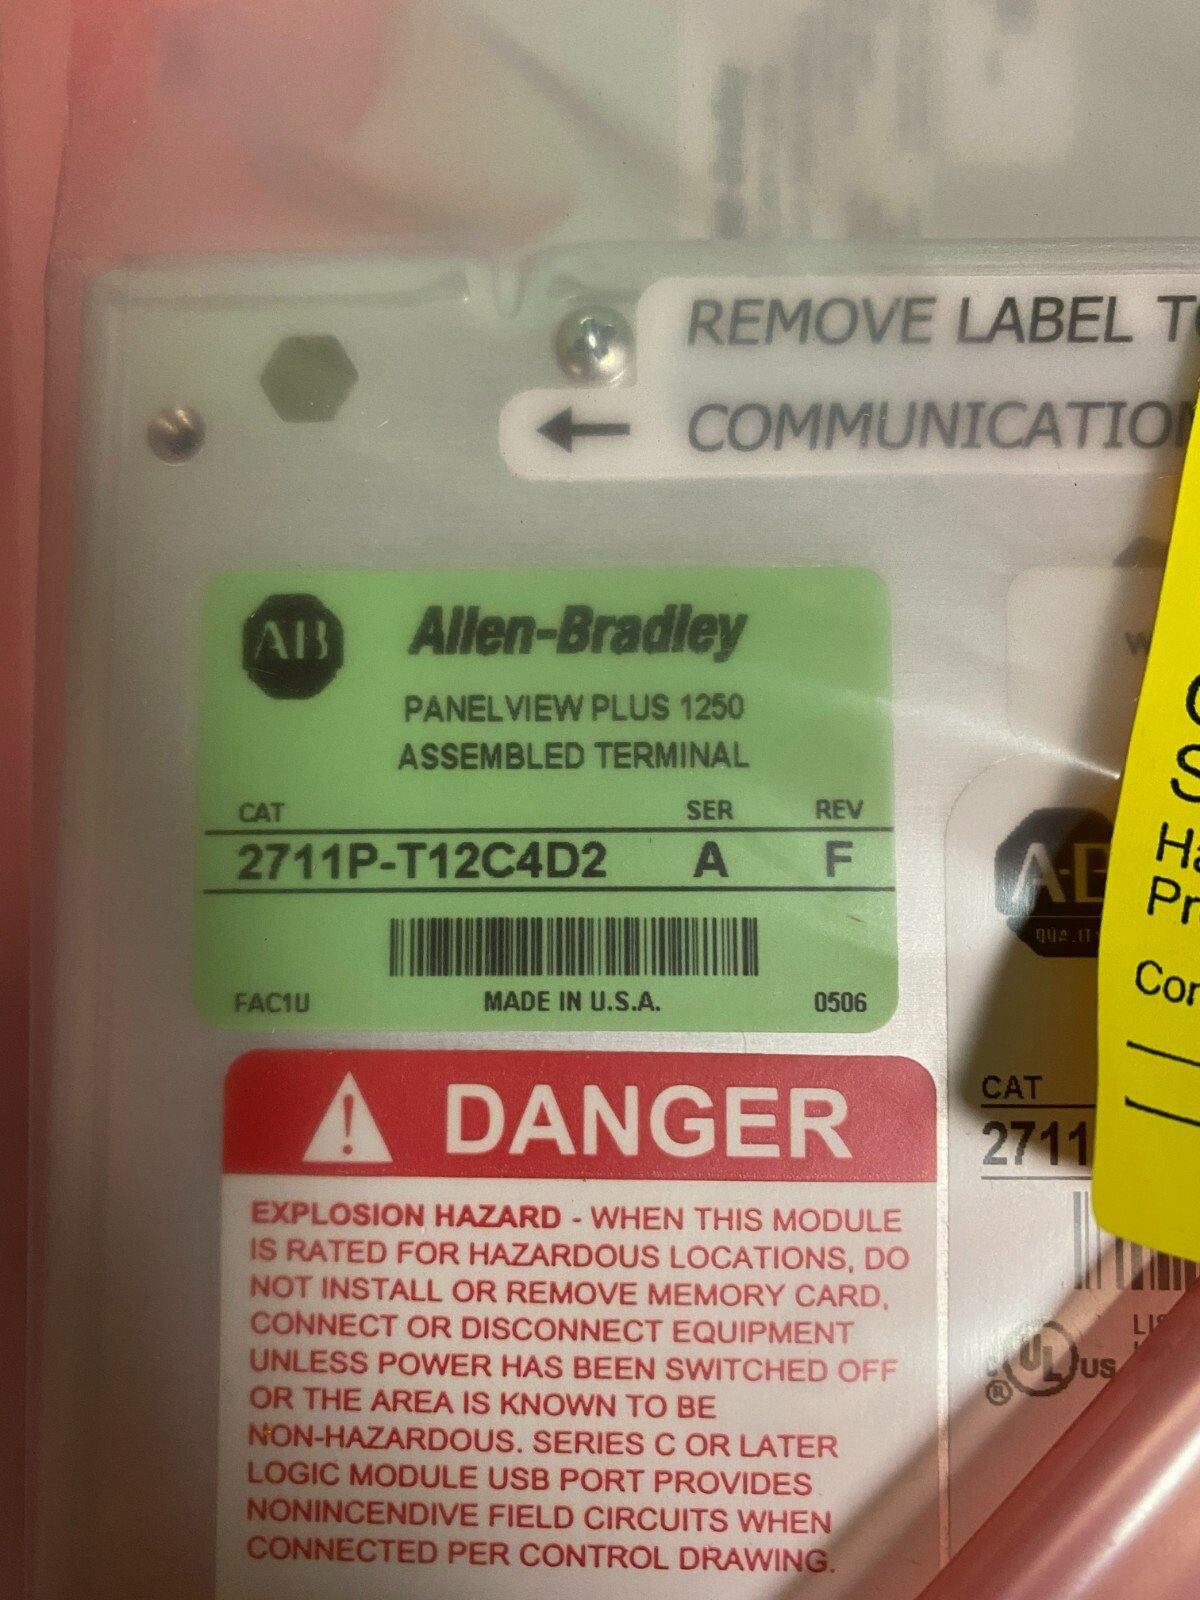 REMOVE LABEL
COMMUNICATIO
AB
Allen-Bradley
PANELVIEW PLUS 1250
ASSEMBLED TERMINAL
CAT SER REV
2711P-T12C4D2 A F
FAC1U MADE IN U.S.A. 0506
DANGER
EXPLOSION HAZARD - WHEN THIS MODULE
IS RATED FOR HAZARDOUS LOCATIONS, DO
NOT INSTALL OR REMOVE MEMORY CARD,
CONNECT OR DISCONNECT EQUIPMENT
UNLESS POWER HAS BEEN SWITCHED OFF
OR THE AREA IS KNOWN TO BE
NON-HAZARDOUS. SERIES C OR LATER
LOGIC MODULE USB PORT PROVIDES
NONINCENDIVE FIELD CIRCUITS WHEN
CONNECTED PER CONTROL DRAWING.
A-B
CAT
2711
UL US
®
Ha
Pr
Cor